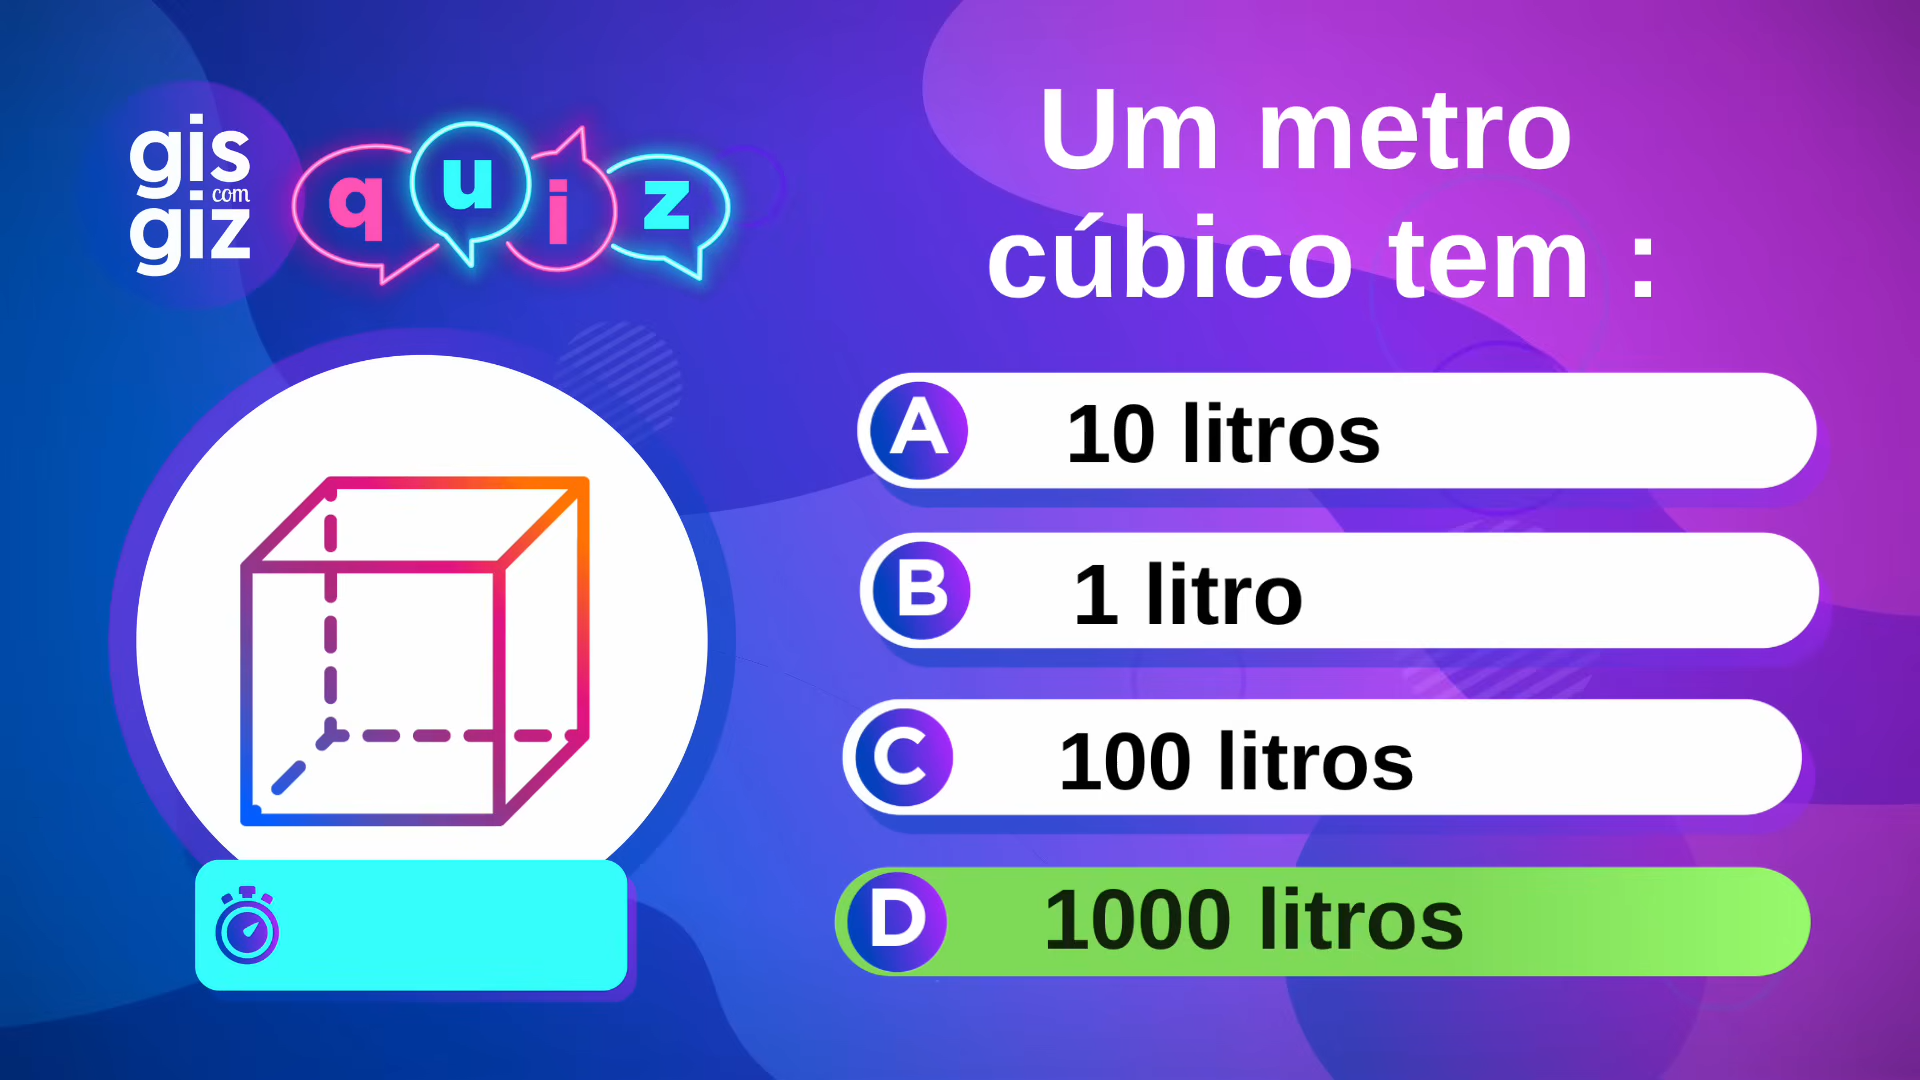 gis
com
giz
quiz
Um metro
cúbico tem :
A 10 litros
B 1 litro
C 100 litros
D 1000 litros